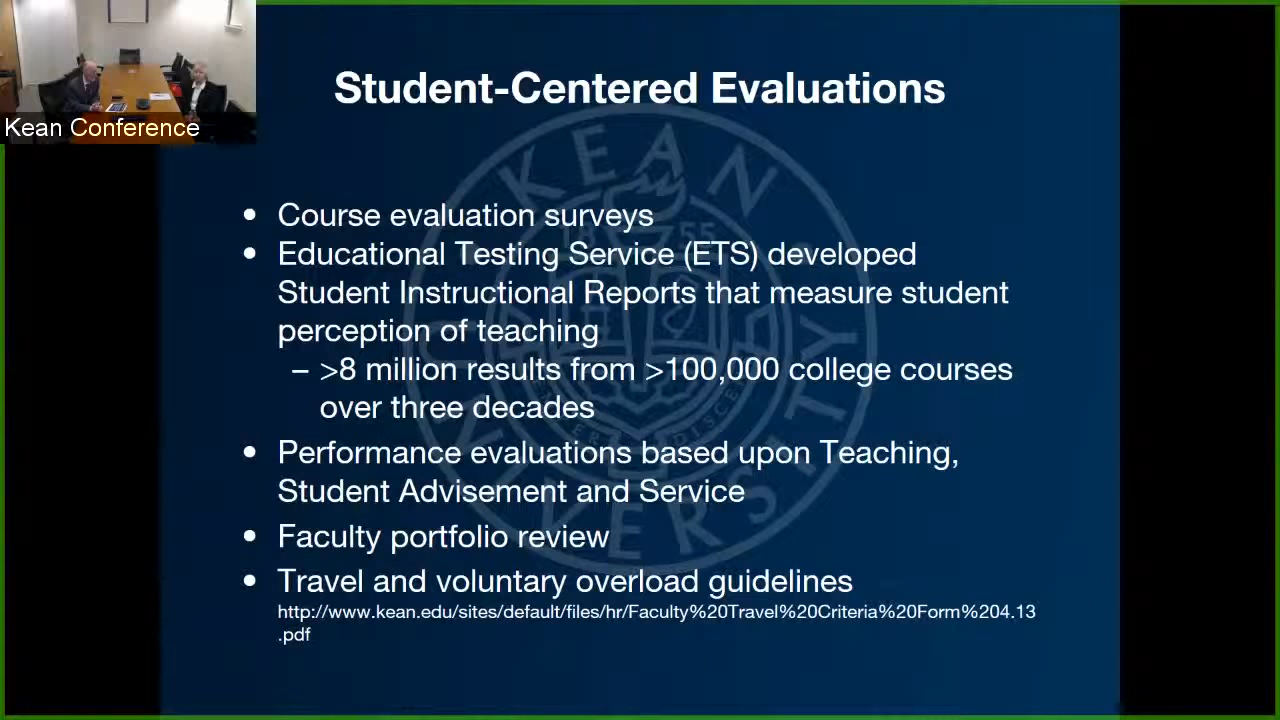 Kean Conference
Student-Centered Evaluations
KEAN
UNIVERSITY
1855
• Course evaluation surveys
• Educational Testing Service (ETS) developed
Student Instructional Reports that measure student
perception of teaching
– >8 million results from >100,000 college courses
over three decades
• Performance evaluations based upon Teaching,
Student Advisement and Service
• Faculty portfolio review
• Travel and voluntary overload guidelines
http://www.kean.edu/sites/default/files/hr/Faculty%20Travel%20Criteria%20Form%204.13
.pdf